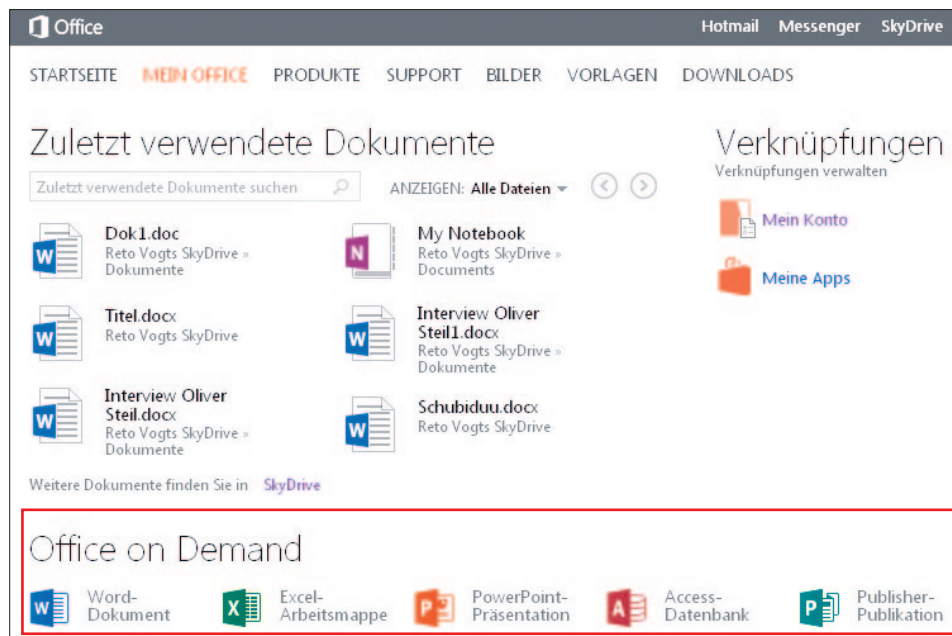 Office
Hotmail Messenger SkyDrive
STARTSEITE MEIN OFFICE PRODUKTE SUPPORT BILDER VORLAGEN DOWNLOADS
Zuletzt verwendete Dokumente
Zuletzt verwendete Dokumente suchen
ANZEIGEN: Alle Dateien
Dok1.doc
Reto Vogts SkyDrive »
Dokumente
My Notebook
Reto Vogts SkyDrive »
Documents
Titel.docx
Reto Vogts SkyDrive
Interview Oliver
Steil1.docx
Reto Vogts SkyDrive »
Dokumente
Interview Oliver
Steil.docx
Reto Vogts SkyDrive »
Dokumente
Schubiduu.docx
Reto Vogts SkyDrive
Weitere Dokumente finden Sie in SkyDrive
Verknüpfungen
Verknüpfungen verwalten
Mein Konto
Meine Apps
Office on Demand
Word-
Dokument
Excel-
Arbeitsmappe
PowerPoint-
Präsentation
Access-
Datenbank
Publisher-
Publikation